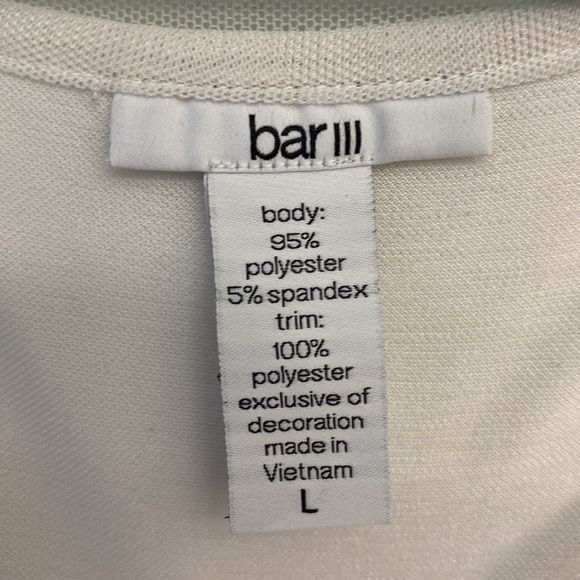 bar III
body:
95%
polyester
5% spandex
trim:
100%
polyester
exclusive of
decoration
made in
Vietnam
L